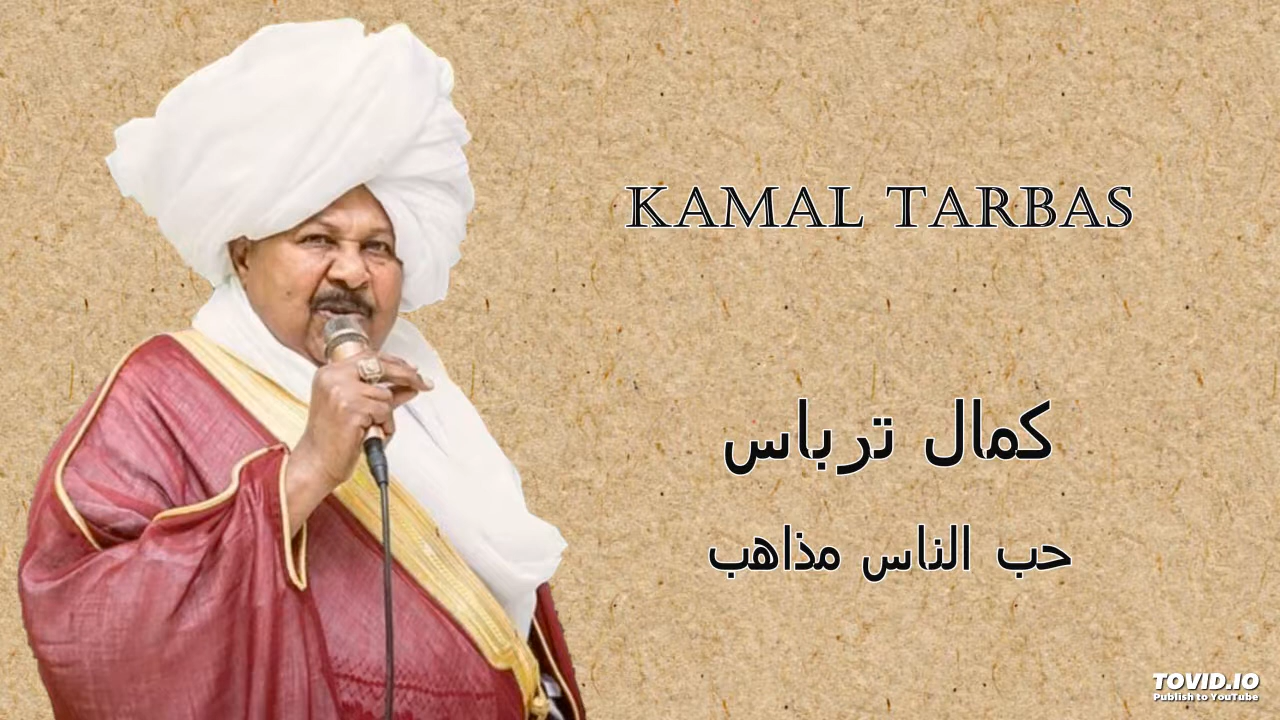 KAMAL TARBAS
كمال ترباس
حب الناس مذاهب
TOVID.IO
Publish to YouTube